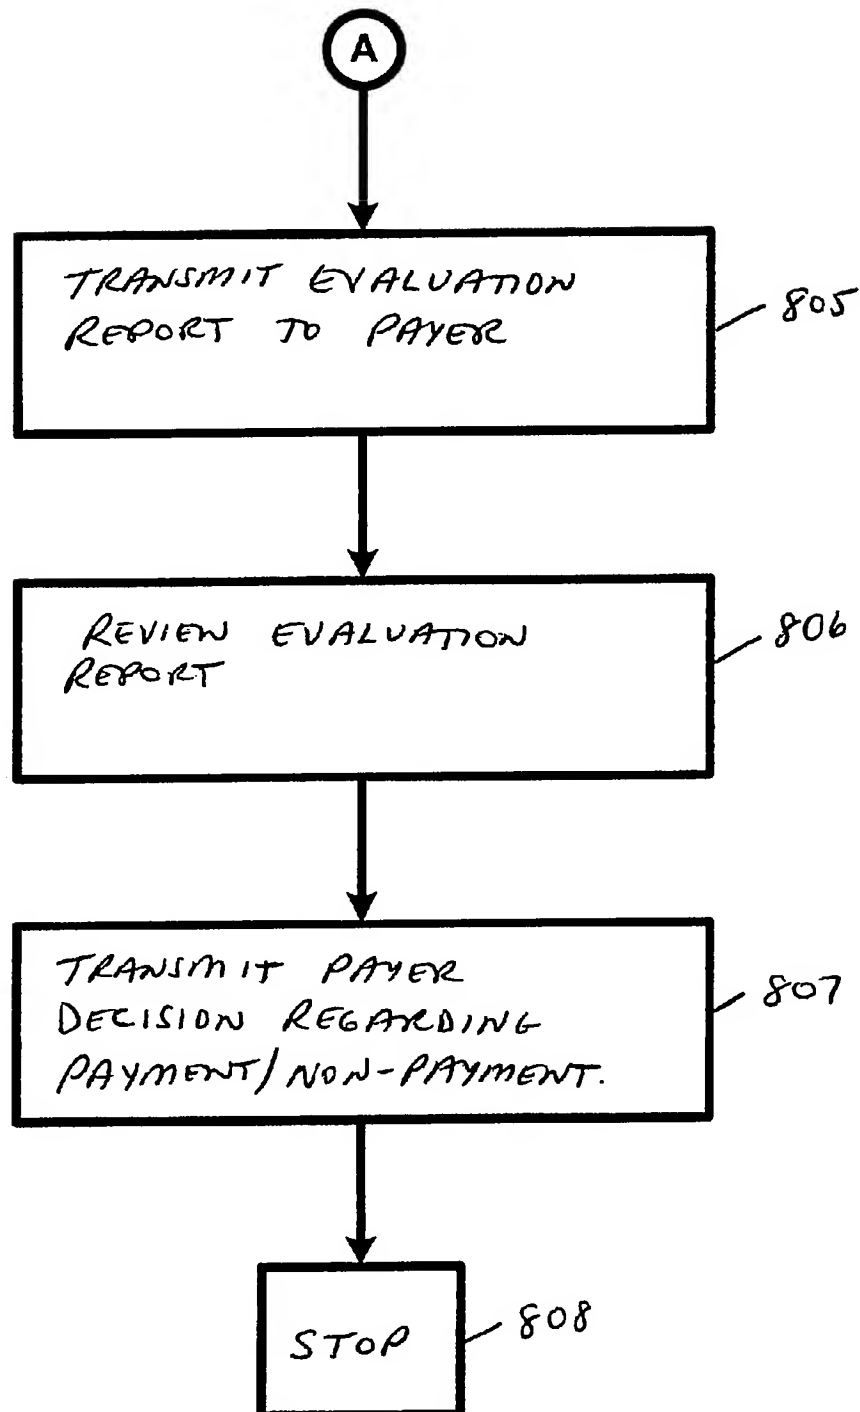 A
TRANSMIT EVALUATION
REPORT TO PAYER
805
REVIEW EVALUATION
REPORT
806
TRANSMIT PAYER
DECISION REGARDING
PAYMENT/NON-PAYMENT.
807
STOP
808